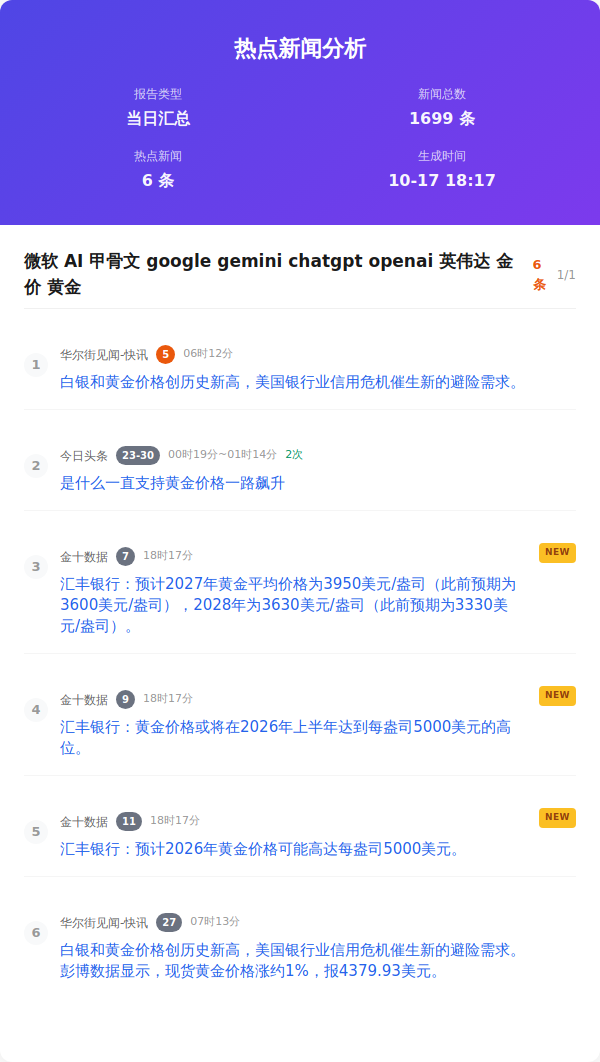 热点新闻分析
报告类型
新闻总数
当日汇总
1699 条
热点新闻
生成时间
6 条
10-17 18:17
微软 AI 甲骨文 google gemini chatgpt openai 英伟达 金
价 黄金
6
条
1/1
1
华尔街见闻-快讯 5 06时12分
白银和黄金价格创历史新高，美国银行业信用危机催生新的避险需求。
2
今日头条 23-30 00时19分~01时14分 2次
是什么一直支持黄金价格一路飙升
3
金十数据 7 18时17分
NEW
汇丰银行：预计2027年黄金平均价格为3950美元/盎司（此前预期为
3600美元/盎司），2028年为3630美元/盎司（此前预期为3330美
元/盎司）。
4
金十数据 9 18时17分
NEW
汇丰银行：黄金价格或将在2026年上半年达到每盎司5000美元的高
位。
5
金十数据 11 18时17分
NEW
汇丰银行：预计2026年黄金价格可能高达每盎司5000美元。
6
华尔街见闻-快讯 27 07时13分
白银和黄金价格创历史新高，美国银行业信用危机催生新的避险需求。
彭博数据显示，现货黄金价格涨约1%，报4379.93美元。